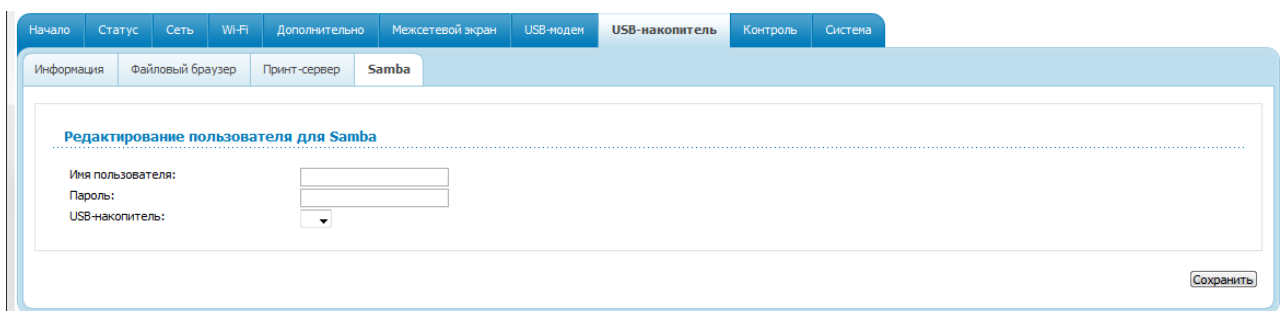 Начало Статус Сеть Wi-Fi Дополнительно Межсетевой экран USB-модем USB-накопитель Контроль Система
Информация Файловый браузер Принт-сервер Samba
Редактирование пользователя для Samba
Имя пользователя:
Пароль:
USB-накопитель:
Сохранить